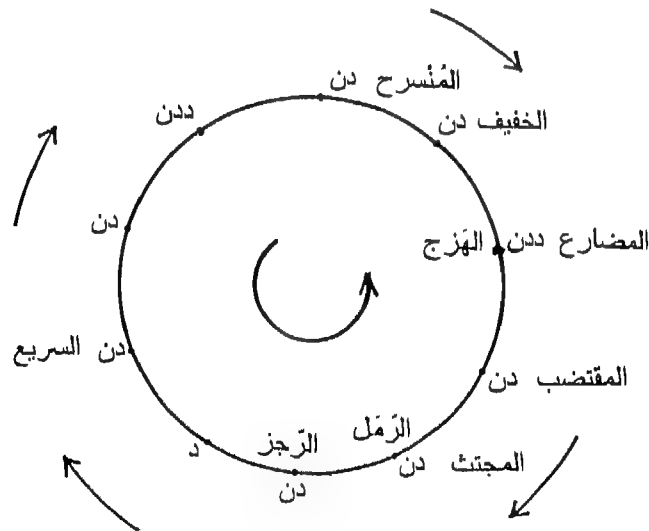 المُنْسرح دن
الخفيف دن
ددن
دن
المضارع ددن
الهَزج
دن السريع
المقتضب دن
الرّمَل
الرّجز
المجتث دن
د
دن